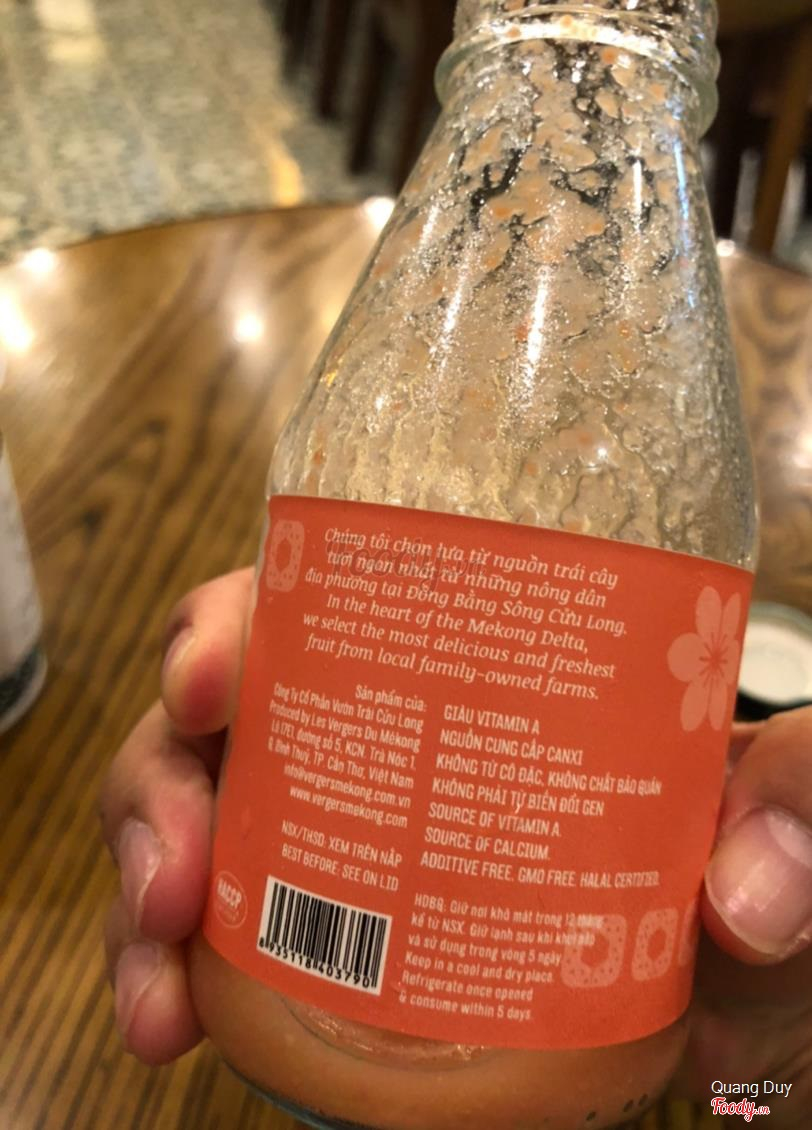 Chúng tôi chọn lựa từ nguồn trái cây
tươi ngon nhất từ những nông dân
địa phương tại Đồng Bằng Sông Cửu Long.
In the heart of the Mekong Delta,
we select the most delicious and freshest
fruit from local family-owned farms.
Sản phẩm của:
Công Ty Cổ Phần Vườn Trái Cửu Long
Produced by Les Vergers Du Mékong
Lô 17E1, đường số 5, KCN. Trà Nóc 1,
Q. Bình Thuỷ, TP. Cần Thơ, Việt Nam
info@vergersmekong.com.vn
www.vergersmekong.com
NSX/THSD: XEM TRÊN NẮP
BEST BEFORE: SEE ON LID
HACCP
8935118403790
GIÀU VITAMIN A
NGUỒN CUNG CẤP CANXI
KHÔNG TỪ CÔ ĐẶC, KHÔNG CHẤT BẢO QUẢN
KHÔNG PHẢI TỪ BIẾN ĐỔI GEN
SOURCE OF VITAMIN A.
SOURCE OF CALCIUM.
ADDITIVE FREE. GMO FREE. HALAL CERTIFIED.
HDBQ: Giữ nơi khô mát trong 12 tháng
kể từ NSX. Giữ lạnh sau khi khui nắp
và sử dụng trong vòng 5 ngày
Keep in a cool and dry place.
Refrigerate once opened
& consume within 5 days.
Foody.vn
Quang Duy
Foody.vn